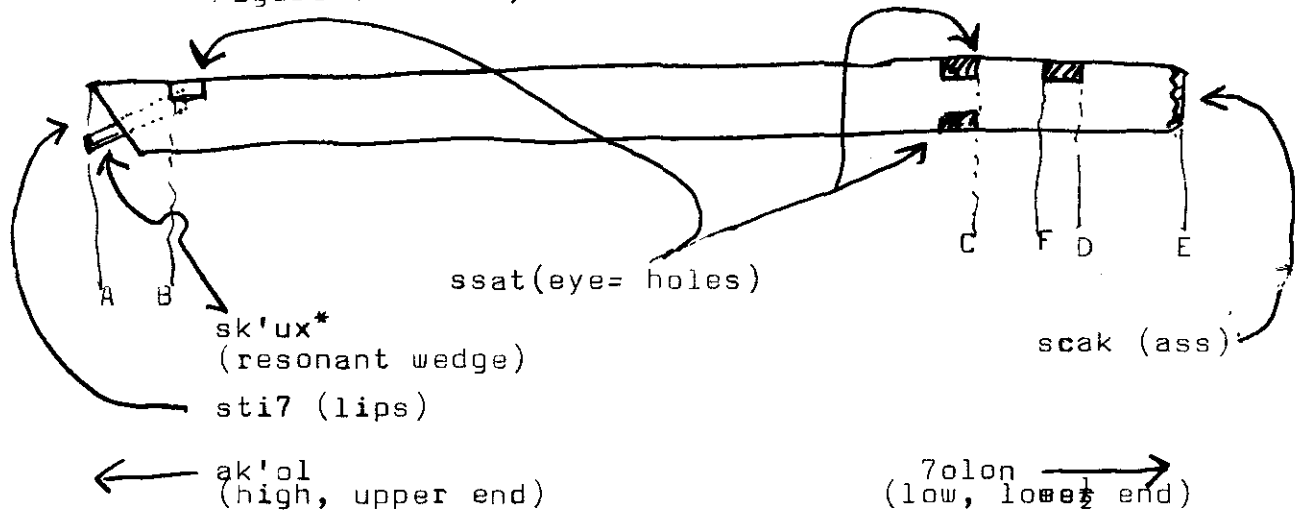 C F D E
ssat(eye= holes)
A B
sk'ux*
(resonant wedge)
scak (ass)
sti7 (lips)
ak'ol 7olon
(high, upper end) (low, end)